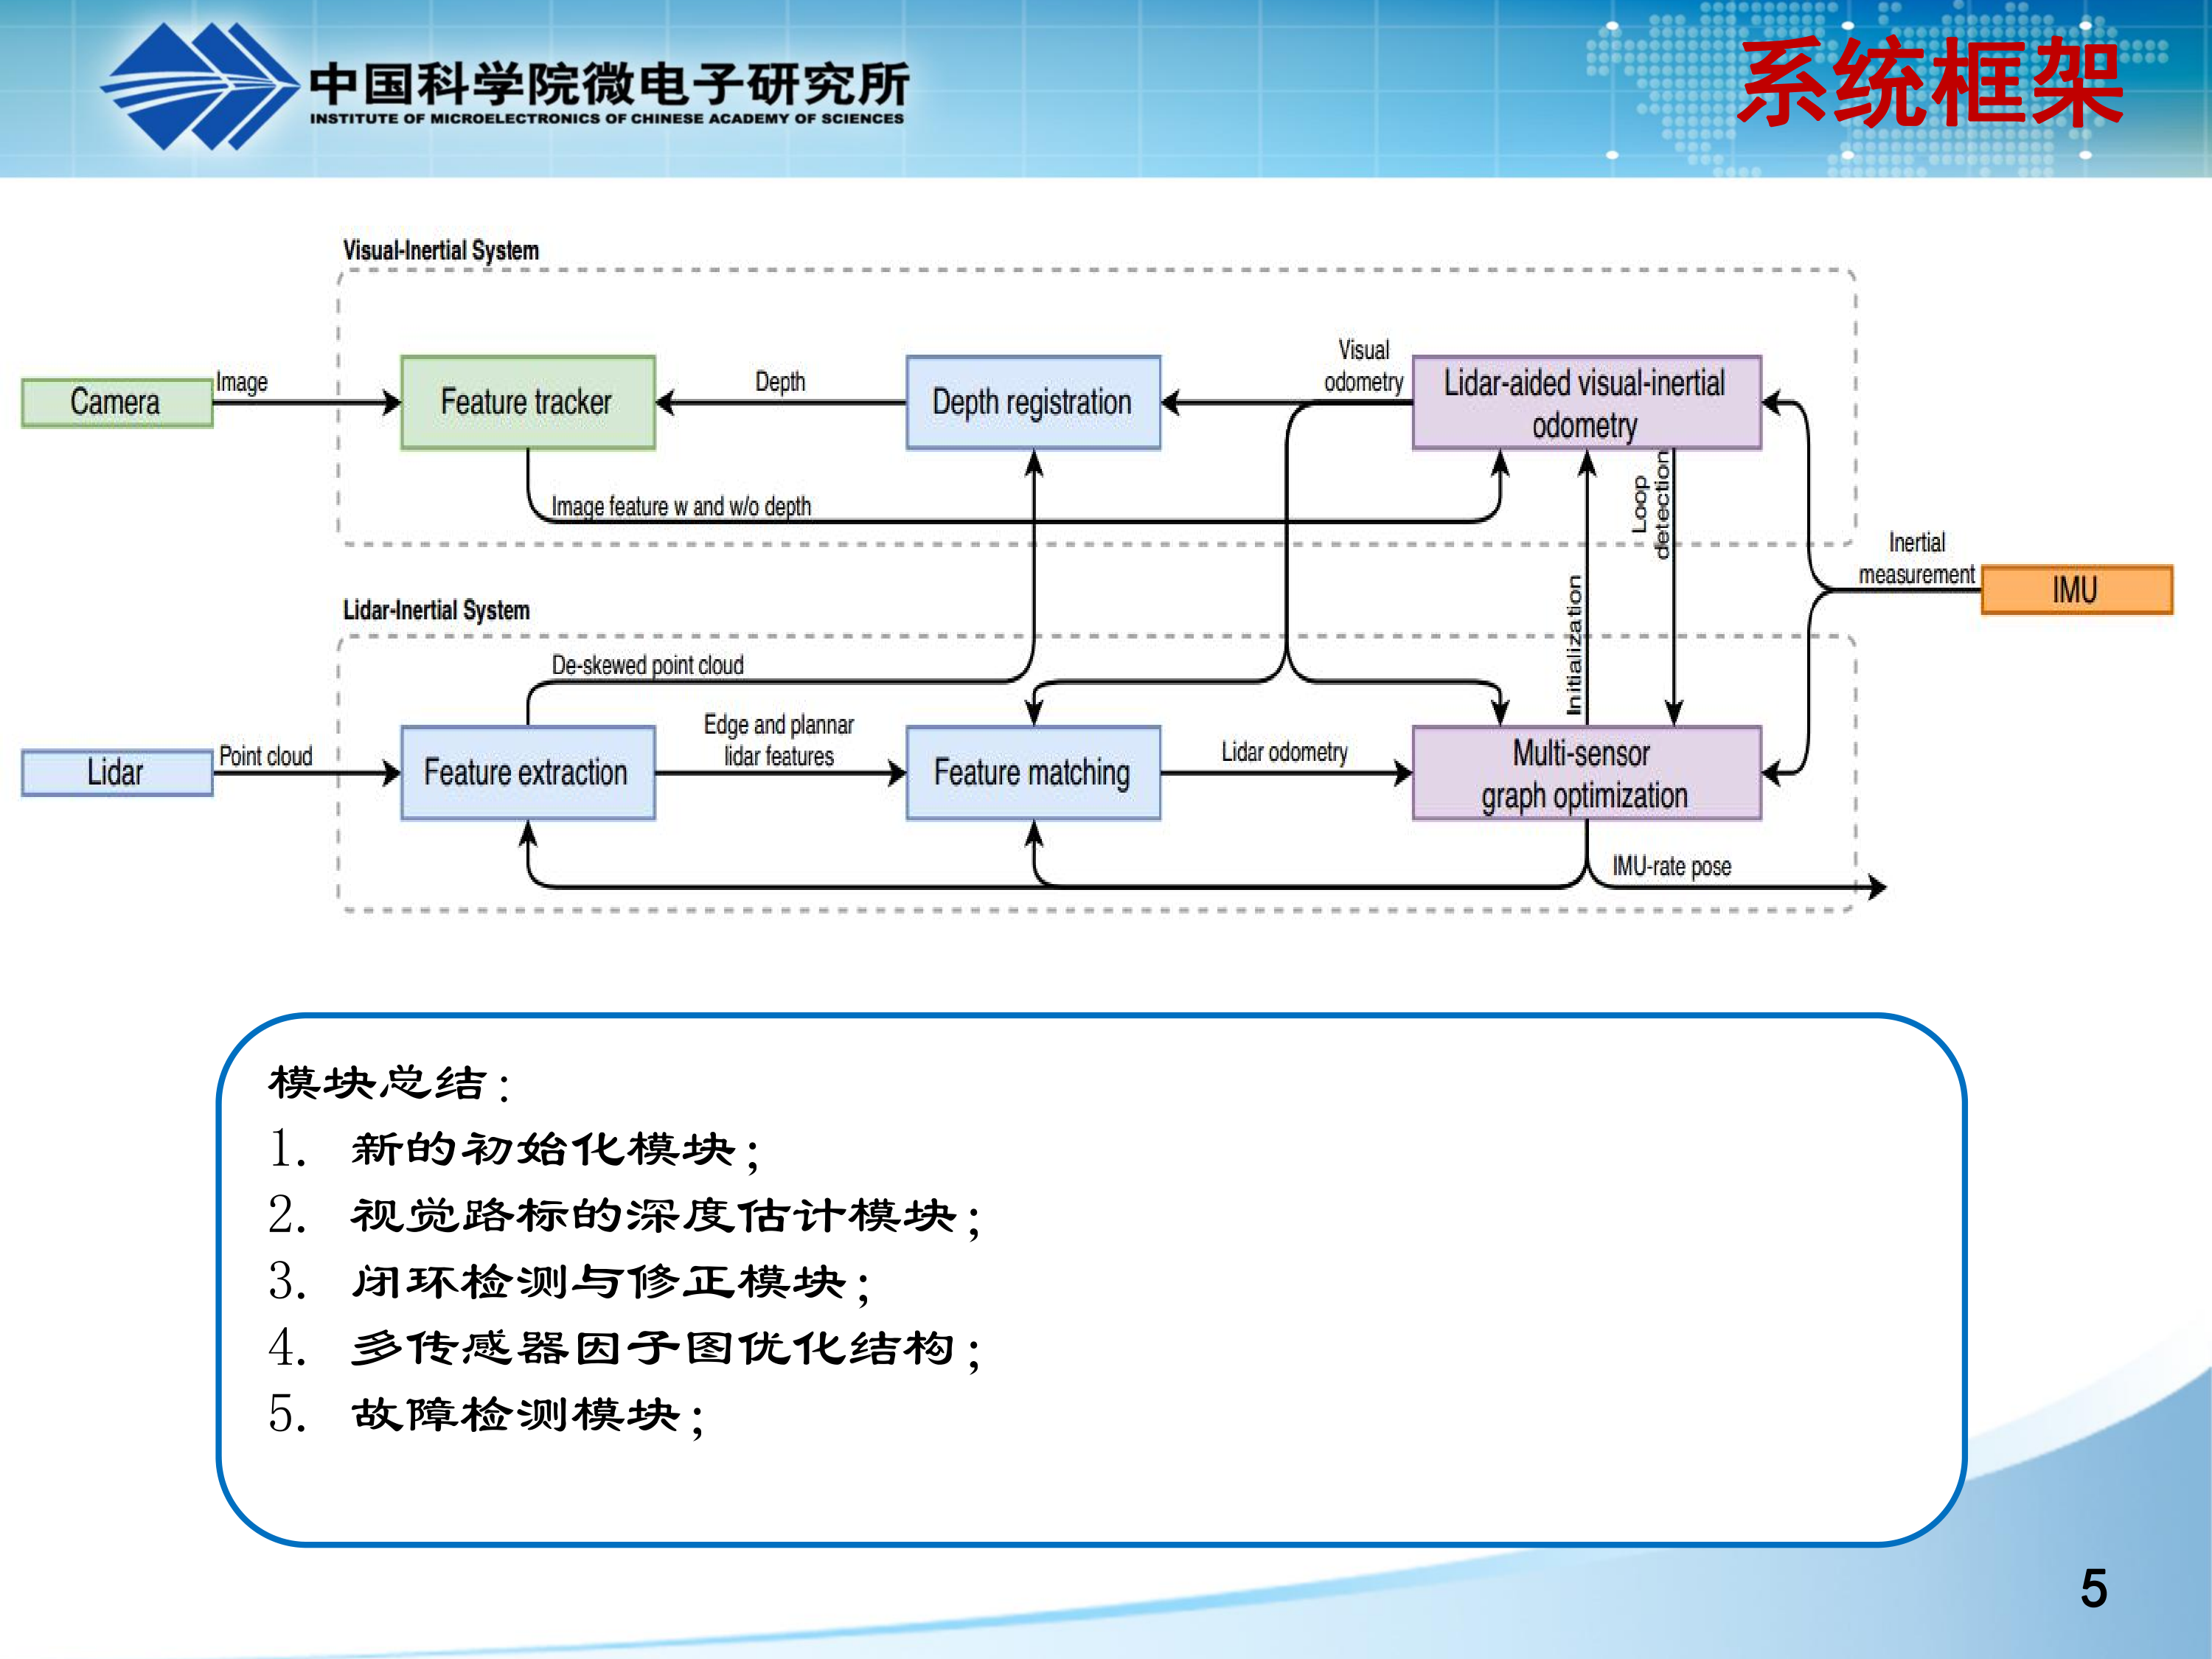 中国科学院微电子研究所
INSTITUTE OF MICROELECTRONICS OF CHINESE ACADEMY OF SCIENCES
系统框架
Visual-Inertial System
Camera
Image
Feature tracker
Depth
Depth registration
Visual
odometry
Lidar-aided visual-inertial
odometry
Image feature w and w/o depth
Loop
detection
Initialization
Inertial
measurement
IMU
Lidar-Inertial System
De-skewed point cloud
Lidar
Point cloud
Feature extraction
Edge and plannar
lidar features
Feature matching
Lidar odometry
Multi-sensor
graph optimization
IMU-rate pose
模块总结：
1. 新的初始化模块；
2. 视觉路标的深度估计模块；
3. 闭环检测与修正模块；
4. 多传感器因子图优化结构；
5. 故障检测模块；
5